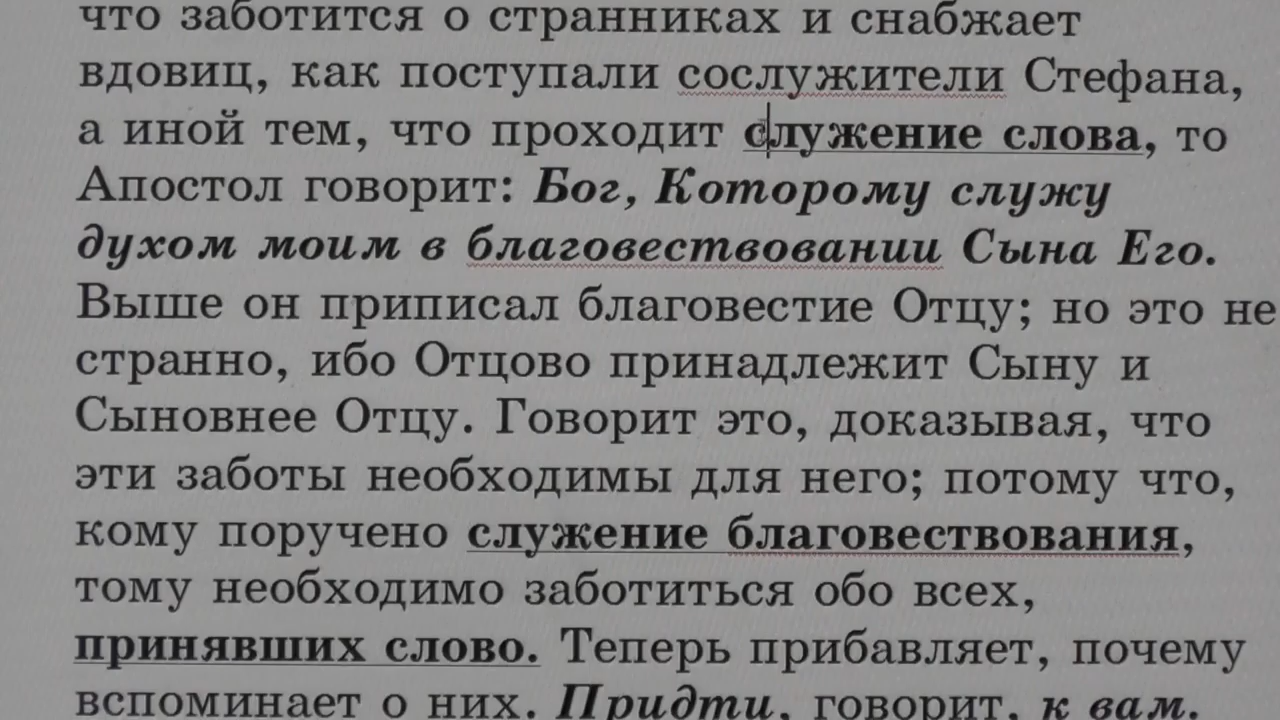 что заботится о странниках и снабжает
вдовиц, как поступали сослужители Стефана,
а иной тем, что проходит служение слова, то
Апостол говорит: Бог, Которому служу
духом моим в благовествовании Сына Его.
Выше он приписал благовестие Отцу; но это не
странно, ибо Отцово принадлежит Сыну и
Сыновнее Отцу. Говорит это, доказывая, что
эти заботы необходимы для него; потому что,
кому поручено служение благовествования,
тому необходимо заботиться обо всех,
принявших слово. Теперь прибавляет, почему
вспоминает о них. Придти, говорит, к вам.